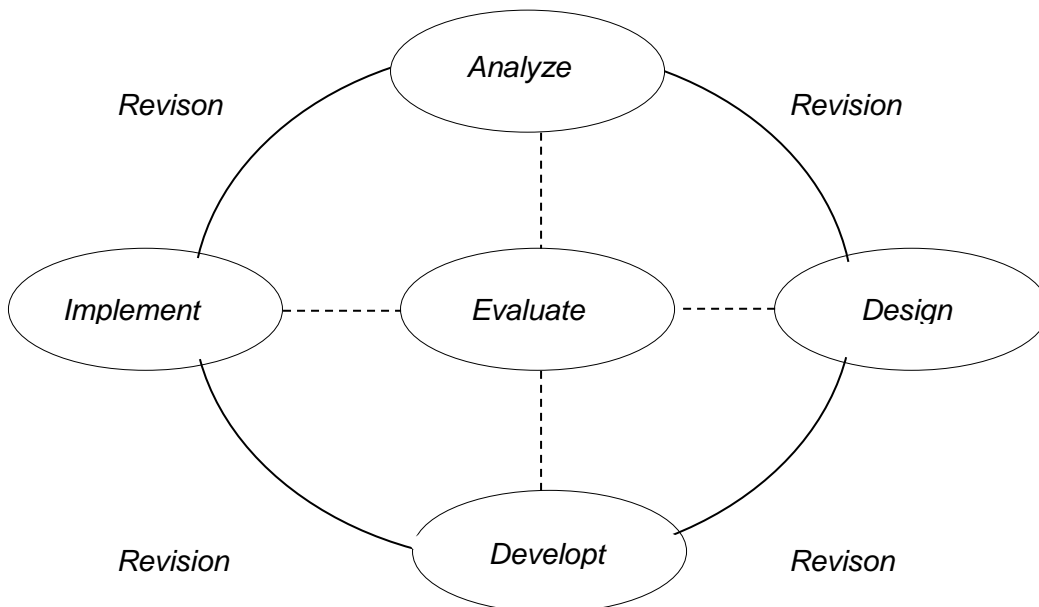 Analyze
Revison
Revision
Implement
Evaluate
Design
Revision
Developt
Revison